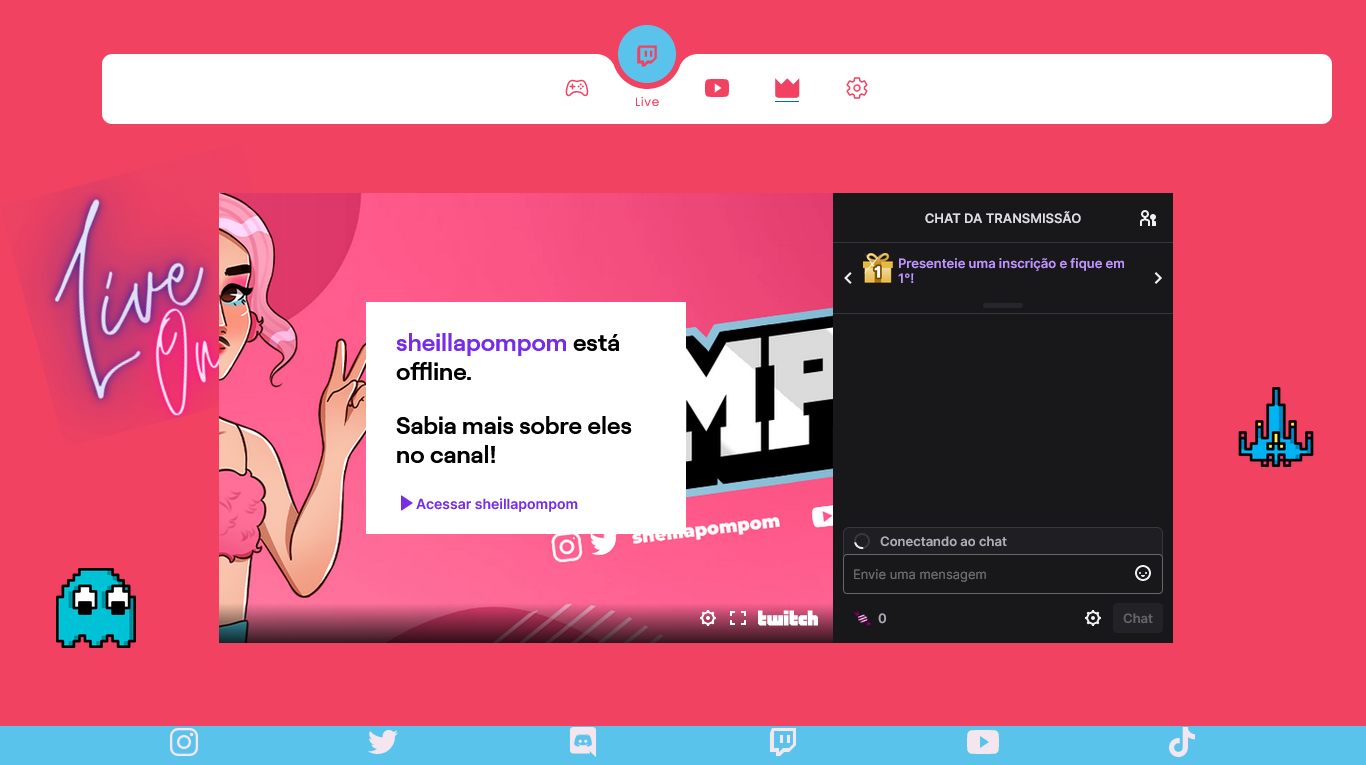 Live
Live
On
CHAT DA TRANSMISSÃO
1
Presenteie uma inscrição e fique em
1º!
sheillapompom está
offline.
Sabia mais sobre eles
no canal!
Acessar sheillapompom
MP
sheillapompom
twitch
Conectando ao chat
Envie uma mensagem
0
Chat